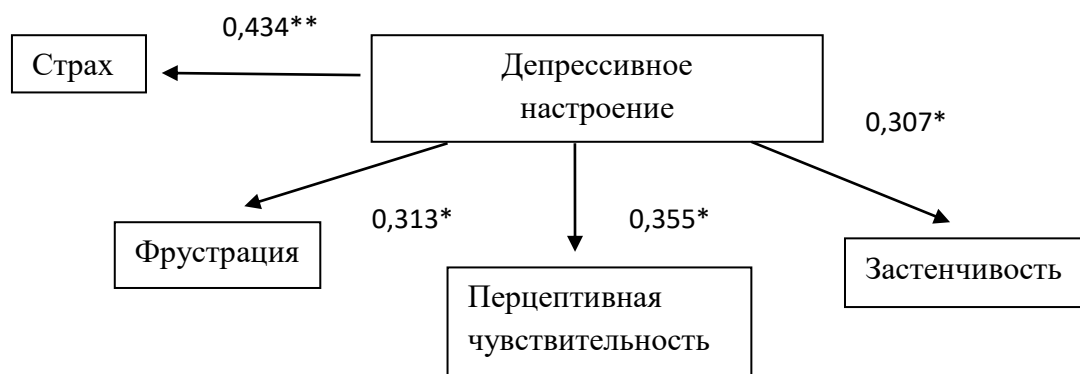 0,434**
Страх
Депрессивное
настроение
0,307*
0,313*
0,355*
Фрустрация
Застенчивость
Перцептивная
чувствительность